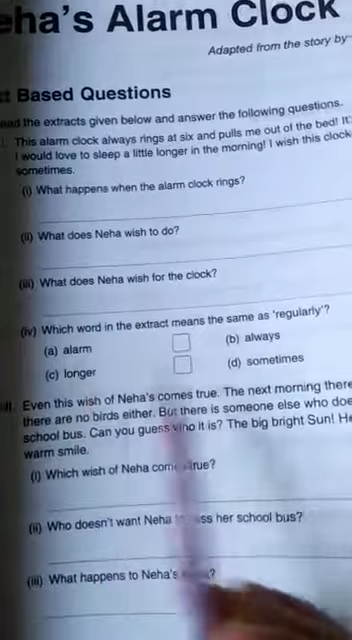 eha's Alarm Clock
Adapted from the story by
t Based Questions
ead the extracts given below and answer the following questions.
I. This alarm clock always rings at six and pulls me out of the bed! It
I would love to sleep a little longer in the morning! I wish this clock
sometimes.
(i) What happens when the alarm clock rings?
(ii) What does Neha wish to do?
(iii) What does Neha wish for the clock?
(iv) Which word in the extract means the same as 'regularly'?
(a) alarm
(b) always
(c) longer
(d) sometimes
II. Even this wish of Neha's comes true. The next morning there
there are no birds either. But there is someone else who doe
school bus. Can you guess who it is? The big bright Sun! He
warm smile.
(i) Which wish of Neha come true?
(ii) Who doesn't want Neha ss her school bus?
(iii) What happens to Neha's ?